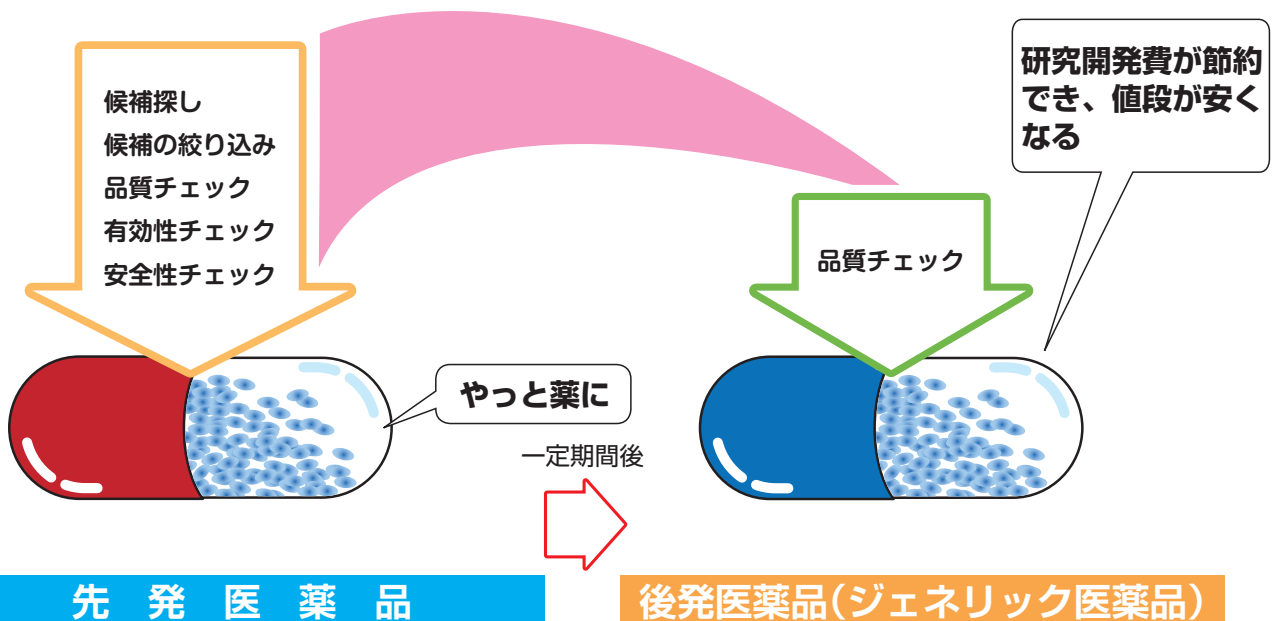 候補探し
候補の絞り込み
品質チェック
有効性チェック
安全性チェック
やっと薬に
一定期間後
品質チェック
研究開発費が節約
でき、値段が安く
なる
先発医薬品
後発医薬品(ジェネリック医薬品)